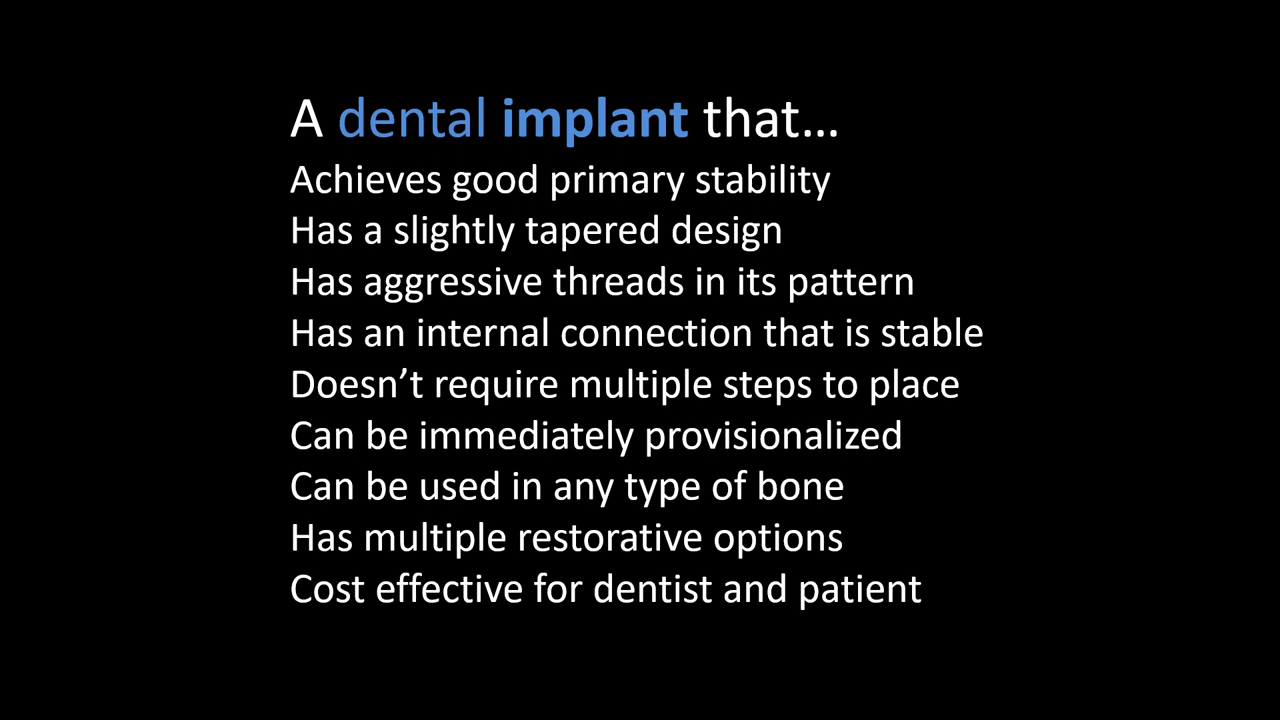 A dental implant that...
Achieves good primary stability
Has a slightly tapered design
Has aggressive threads in its pattern
Has an internal connection that is stable
Doesn’t require multiple steps to place
Can be immediately provisionalized
Can be used in any type of bone
Has multiple restorative options
Cost effective for dentist and patient